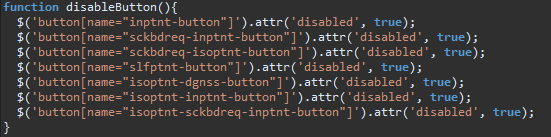 function disableButton(){
  $('button[name="inptnt-button"]').attr('disabled', true);
  $('button[name="sckbdreq-inptnt-button"]').attr('disabled', true);
  $('button[name="sckbdreq-isoptnt-button"]').attr('disabled', true);
  $('button[name="slfptnt-button"]').attr('disabled', true);
  $('button[name="isoptnt-dgnss-button"]').attr('disabled', true);
  $('button[name="isoptnt-inptnt-button"]').attr('disabled', true);
  $('button[name="isoptnt-sckbdreq-inptnt-button"]').attr('disabled', true);
}